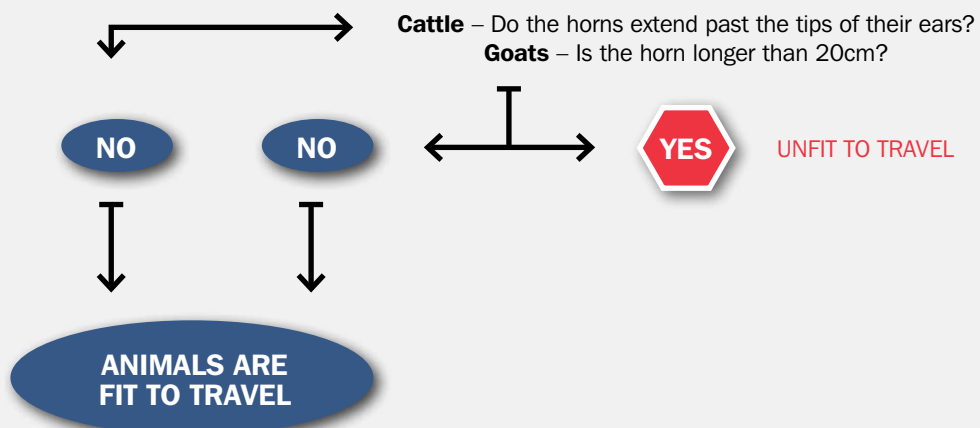 Cattle – Do the horns extend past the tips of their ears?
Goats – Is the horn longer than 20cm?
NO
NO
YES
UNFIT TO TRAVEL
ANIMALS ARE
FIT TO TRAVEL